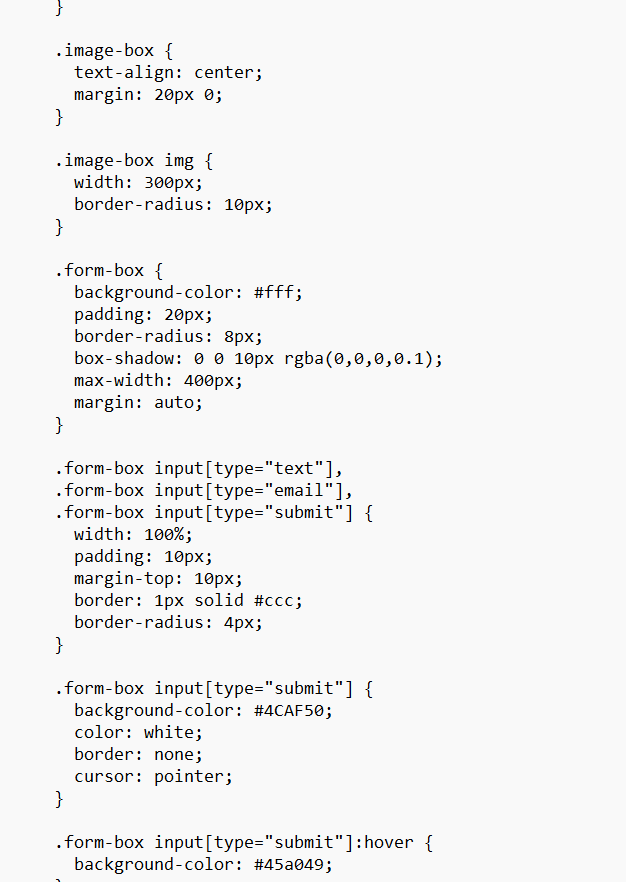 }
.image-box {
text-align: center;
margin: 20px 0;
}
.image-box img {
width: 300px;
border-radius: 10px;
}
.form-box {
background-color: #fff;
padding: 20px;
border-radius: 8px;
box-shadow: 0 0 10px rgba(0,0,0,0.1);
max-width: 400px;
margin: auto;
}
.form-box input[type="text"],
.form-box input[type="email"],
.form-box input[type="submit"] {
width: 100%;
padding: 10px;
margin-top: 10px;
border: 1px solid #ccc;
border-radius: 4px;
}
.form-box input[type="submit"] {
background-color: #4CAF50;
color: white;
border: none;
cursor: pointer;
}
.form-box input[type="submit"]:hover {
background-color: #45a049;
}